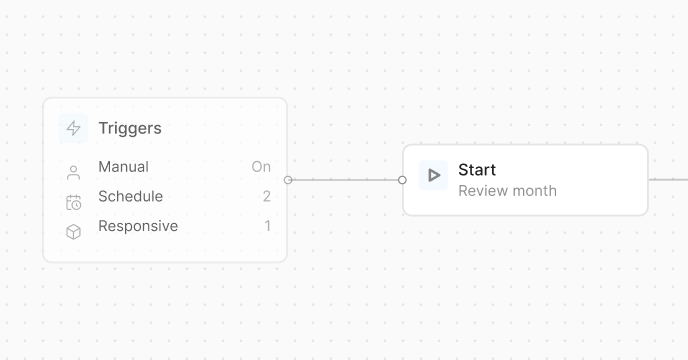 Triggers
Manual On
Schedule 2
Responsive 1
Start
Review month